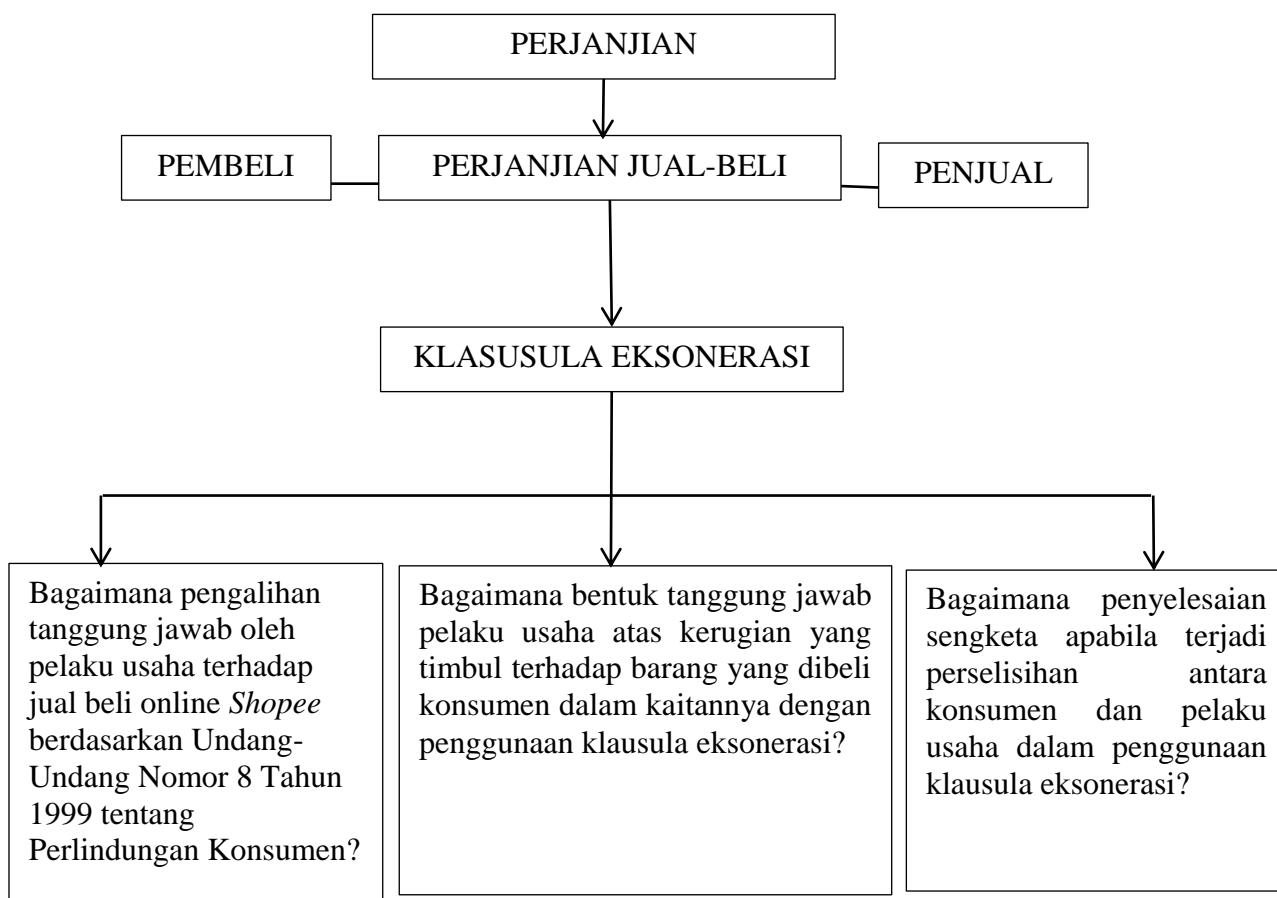 PERJANJIAN
PEMBELI
PERJANJIAN JUAL-BELI
PENJUAL
KLASUSULA EKSONERASI
Bagaimana pengalihan
tanggung jawab oleh
pelaku usaha terhadap
jual beli online Shopee
berdasarkan Undang-
Undang Nomor 8 Tahun
1999 tentang
Perlindungan Konsumen?
Bagaimana bentuk tanggung jawab
pelaku usaha atas kerugian yang
timbul terhadap barang yang dibeli
konsumen dalam kaitannya dengan
penggunaan klausula eksonerasi?
Bagaimana penyelesaian
sengketa apabila terjadi
perselisihan antara
konsumen dan pelaku
usaha dalam penggunaan
klausula eksonerasi?